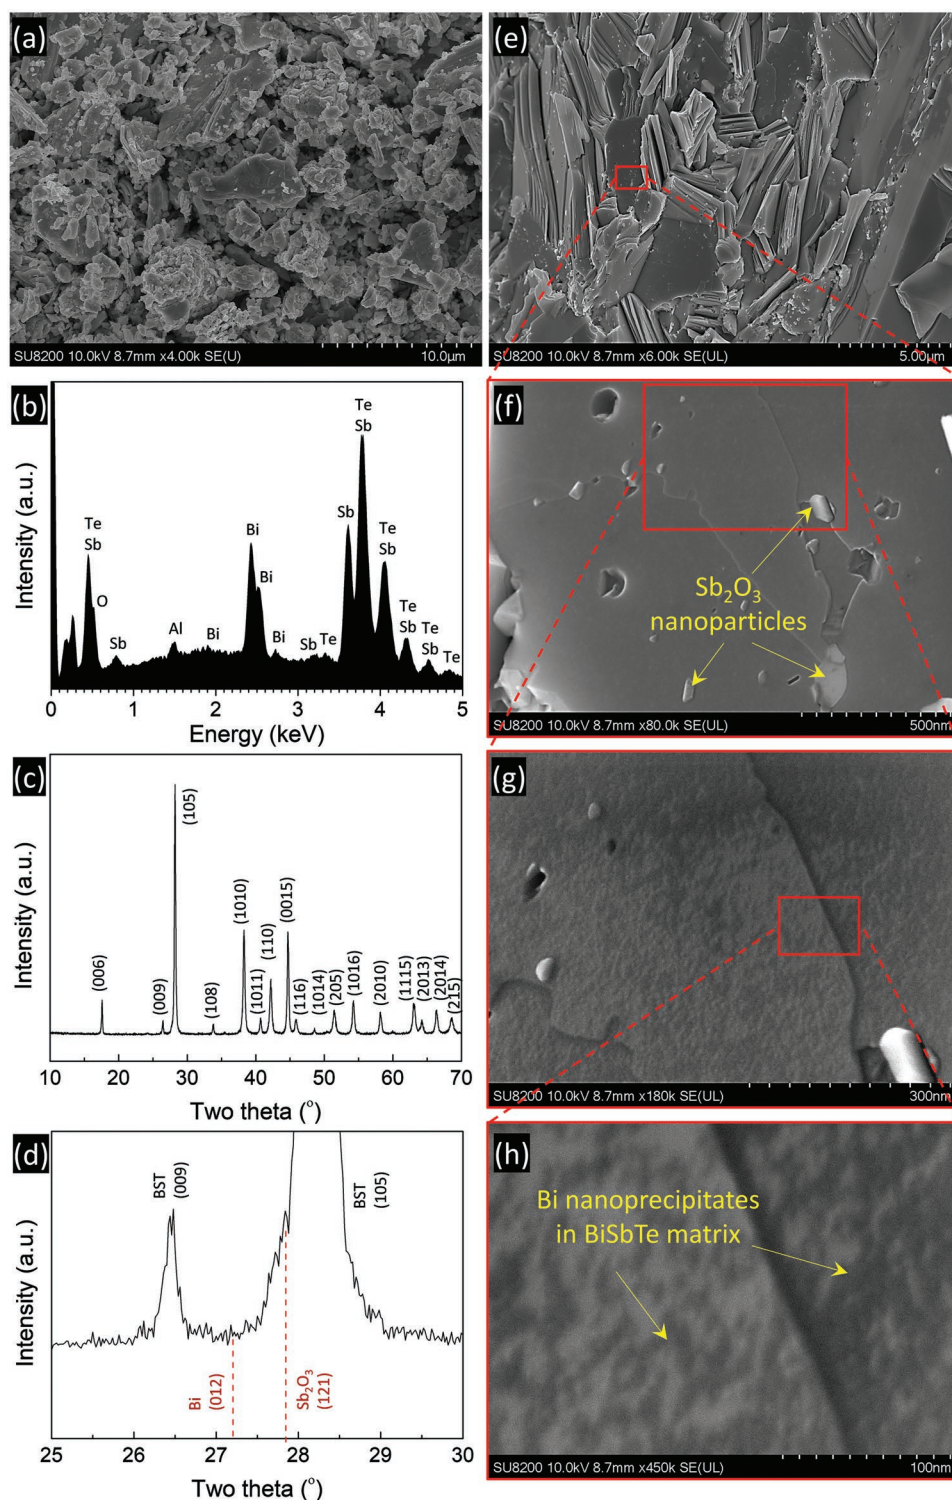 (a)
SU8200 10.0kV 8.7mm x4.00k SE(U)
10.0µm
(b)
Intensity (a.u.)
Te
Sb
O
Sb
Al
Bi
Bi
Bi
Bi
Sb
Te
Sb
Te
Sb
Te
Sb
Te
Sb
Te
Sb
Te
0 1 2 3 4 5
Energy (keV)
(c)
Intensity (a.u.)
(006)
(009)
(105)
(108)
(1010)
(1011)
(110)
(0015)
(116)
(1014)
(205)
(1016)
(2010)
(1115)
(2013)
(2014)
(215)
10 20 30 40 50 60 70
Two theta (°)
(d)
Intensity (a.u.)
BST
(009)
BST
(105)
Bi
(012)
Sb₂O₃
(121)
25 26 27 28 29 30
Two theta (°)
(e)
SU8200 10.0kV 8.7mm x6.00k SE(UL)
5.00µm
(f)
Sb₂O₃
nanoparticles
SU8200 10.0kV 8.7mm x80.0k SE(UL)
500nm
(g)
SU8200 10.0kV 8.7mm x180k SE(UL)
300nm
(h)
Bi nanoprecipitates
in BiSbTe matrix
SU8200 10.0kV 8.7mm x450k SE(UL)
100nm